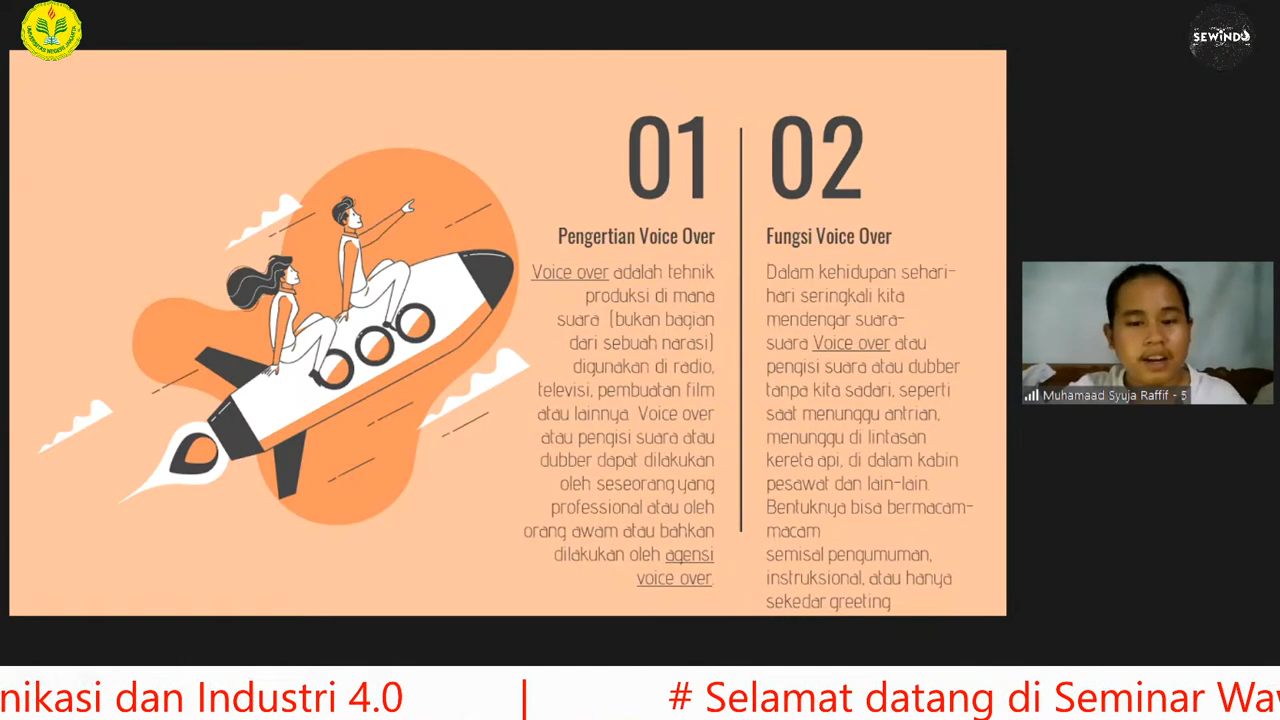 UNIVERSITAS NEGERI JAKARTA
SEWINDU
01
Pengertian Voice Over
Voice over adalah tehnik
produksi di mana
suara (bukan bagian
dari sebuah narasi)
digunakan di radio,
televisi, pembuatan film
atau lainnya. Voice over
atau pengisi suara atau
dubber dapat dilakukan
oleh seseorang yang
professional atau oleh
orang awam atau bahkan
dilakukan oleh agensi
voice over.
02
Fungsi Voice Over
Dalam kehidupan sehari-
hari seringkali kita
mendengar suara-
suara Voice over atau
pengisi suara atau dubber
tanpa kita sadari, seperti
saat menunggu antrian,
menunggu di lintasan
kereta api, di dalam kabin
pesawat dan lain-lain.
Bentuknya bisa bermacam-
macam
semisal pengumuman,
instruksional, atau hanya
sekedar greeting
Muhamaad Syuja Raffif - 5
nikasi dan Industri 4.0 | # Selamat datang di Seminar Wav